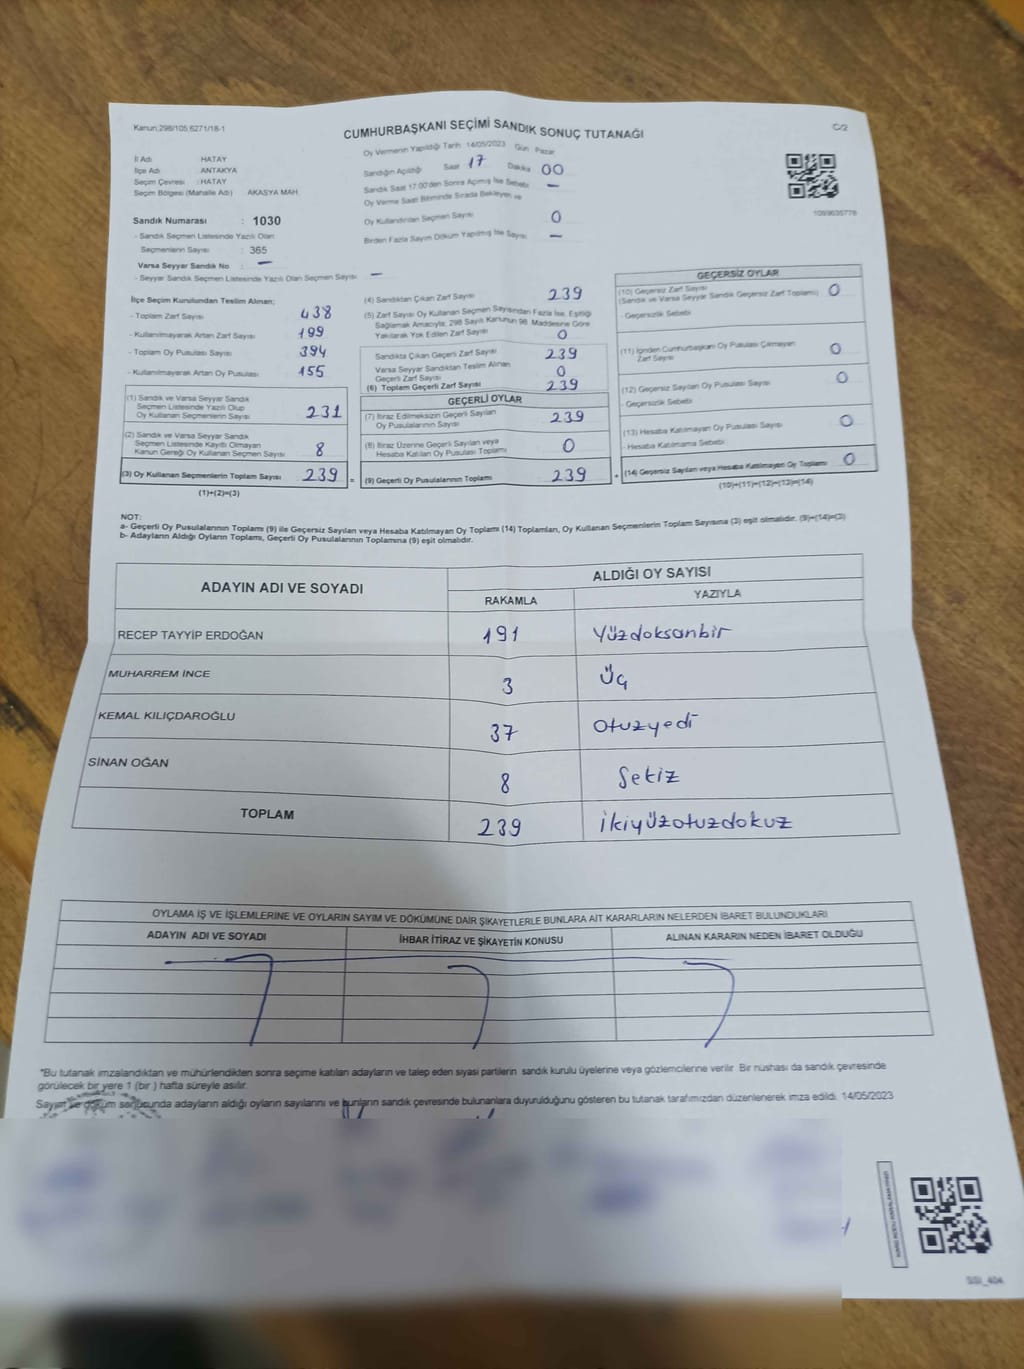 Kanun;298/105,6271/18-1
CUMHURBAŞKANI SEÇİMİ SANDIK SONUÇ TUTANAĞI
C/2
İl Adı : HATAY
İlçe Adı : ANTAKYA
Seçim Çevresi : HATAY
Seçim Bölgesi (Mahalle Adı) : AKASYA MAH.
Sandık Numarası : 1030
- Sandık Seçmen Listesinde Yazılı Olan
Seçmenlerin Sayısı : 365
Varsa Seyyar Sandık No : —
- Seyyar Sandık Seçmen Listesinde Yazılı Olan Seçmen Sayısı —
Oy Vermenin Yapıldığı Tarih 14/05/2023 Gün Pazar
Sandığın Açıldığı Saat 17 Dakika 00
Sandık Saat 17:00'den Sonra Açılmış İse Sebebi —
Oy Verme Saati Bitiminde Sırada Bekleyen ve
Oy Kullandırılan Seçmen Sayısı 0
Birden Fazla Sayım Döküm Yapılmış İse Sayısı —
1099635778
İlçe Seçim Kurulundan Teslim Alınan;
- Toplam Zarf Sayısı 438
- Kullanılmayarak Artan Zarf Sayısı 199
- Toplam Oy Pusulası Sayısı 394
- Kullanılmayarak Artan Oy Pusulası 155
(1) Sandık ve Varsa Seyyar Sandık
Seçmen Listesinde Yazılı Olup
Oy Kullanan Seçmenlerin Sayısı 231
(2) Sandık ve Varsa Seyyar Sandık
Seçmen Listesinde Kayıtlı Olmayan
Kanun Gereği Oy Kullanan Seçmen Sayısı 8
(3) Oy Kullanan Seçmenlerin Toplam Sayısı 239 =
(1)+(2)=(3)
(4) Sandıktan Çıkan Zarf Sayısı 239
(5) Zarf Sayısı Oy Kullanan Seçmen Sayısından Fazla İse, Eşitliği
Sağlamak Amacıyla; 298 Sayılı Kanunun 98. Maddesine Göre
Yakılarak Yok Edilen Zarf Sayısı 0
Sandıkta Çıkan Geçerli Zarf Sayısı 239
Varsa Seyyar Sandıktan Teslim Alınan
Geçerli Zarf Sayısı 0
(6) Toplam Geçerli Zarf Sayısı 239
GEÇERLİ OYLAR
(7) İtiraz Edilmeksizin Geçerli Sayılan
Oy Pusulalarının Sayısı 239
(8) İtiraz Üzerine Geçerli Sayılan veya
Hesaba Katılan Oy Pusulası Toplamı 0
(9) Geçerli Oy Pusulalarının Toplamı 239 +
GEÇERSİZ OYLAR
(10) Geçersiz Zarf Sayısı
(Sandık ve Varsa Seyyar Sandık Geçersiz Zarf Toplamı) 0
- Geçersizlik Sebebi
(11) İçinden Cumhurbaşkanı Oy Pusulası Çıkmayan
Zarf Sayısı 0
(12) Geçersiz Sayılan Oy Pusulası Sayısı 0
- Geçersizlik Sebebi
(13) Hesaba Katılmayan Oy Pusulası Sayısı 0
- Hesaba Katılmama Sebebi
(14) Geçersiz Sayılan veya Hesaba Katılmayan Oy Toplamı 0
(10)+(11)+(12)+(13)=(14)
NOT:
a- Geçerli Oy Pusulalarının Toplamı (9) ile Geçersiz Sayılan veya Hesaba Katılmayan Oy Toplamı (14) Toplamları, Oy Kullanan Seçmenlerin Toplam Sayısına (3) eşit olmalıdır. (9)+(14)=(3)
b- Adayların Aldığı Oyların Toplamı, Geçerli Oy Pusulalarının Toplamına (9) eşit olmalıdır.
ADAYIN ADI VE SOYADI
ALDIĞI OY SAYISI
RAKAMLA YAZIYLA
RECEP TAYYİP ERDOĞAN 191 Yüzdoksanbir
MUHARREM İNCE 3 Üç
KEMAL KILIÇDAROĞLU 37 Otuzyedi
SİNAN OĞAN 8 Sekiz
TOPLAM 239 ikiyüzotuzdokuz
OYLAMA İŞ VE İŞLEMLERİNE VE OYLARIN SAYIM VE DÖKÜMÜNE DAİR ŞİKAYETLERLE BUNLARA AİT KARARLARIN NELERDEN İBARET BULUNDUKLARI
ADAYIN ADI VE SOYADI İHBAR İTİRAZ VE ŞİKAYETİN KONUSU ALINAN KARARIN NEDEN İBARET OLDUĞU
*Bu tutanak imzalandıktan ve mühürlendikten sonra seçime katılan adayların ve talep eden siyasi partilerin sandık kurulu üyelerine veya gözlemcilerine verilir. Bir nüshası da sandık çevresinde
görülecek bir yere 1 (bir ) hafta süreyle asılır.
Sayım ve döküm sonucunda adayların aldığı oyların sayılarını ve bunların sandık çevresinde bulunanlara duyurulduğunu gösteren bu tutanak tarafımızdan düzenlenerek imza edildi. 14/05/2023